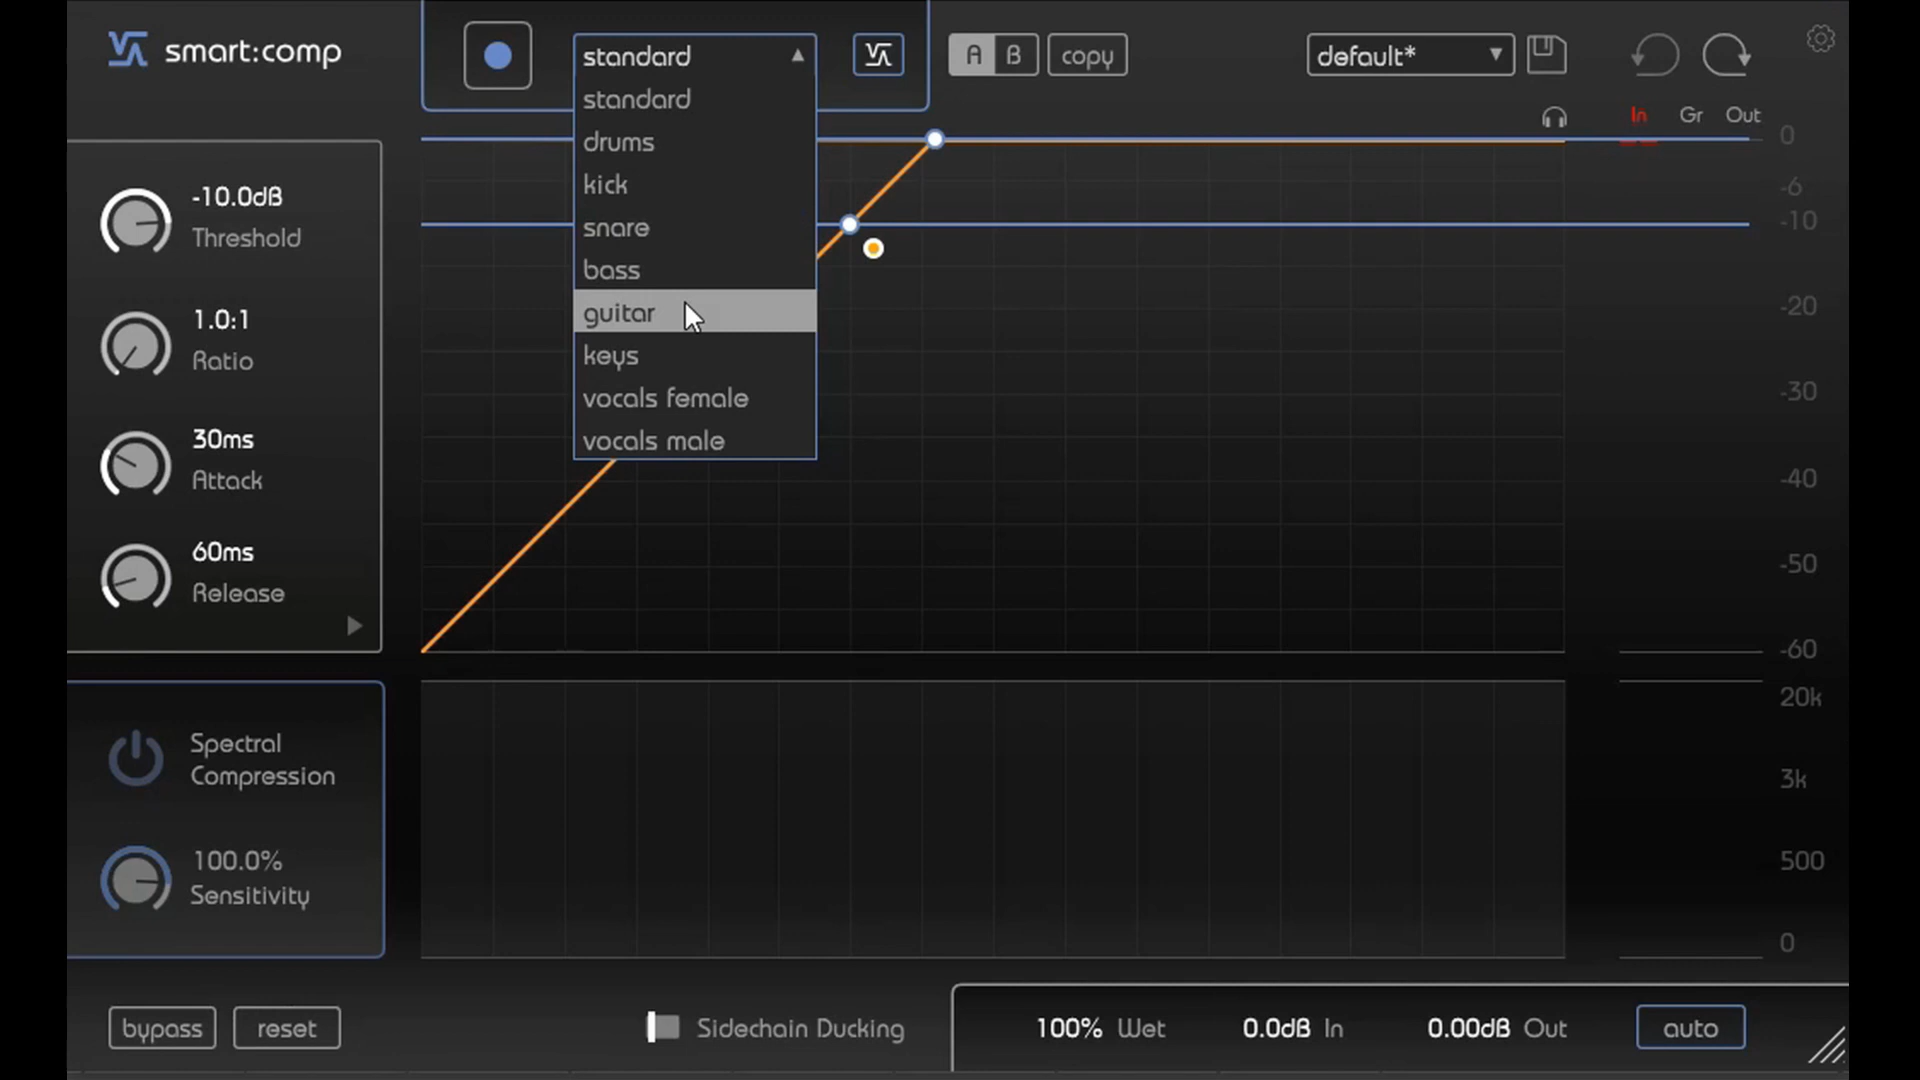 smart:comp
standard
A B
copy
default*
standard
drums
kick
snare
bass
guitar
keys
vocals female
vocals male
In Gr Out
0
-6
-10
-20
-30
-40
-50
-60
-10.0dB
Threshold
1.0:1
Ratio
30ms
Attack
60ms
Release
Spectral
Compression
100.0%
Sensitivity
20k
3k
500
0
bypass
reset
Sidechain Ducking
100% Wet
0.0dB In
0.00dB Out
auto